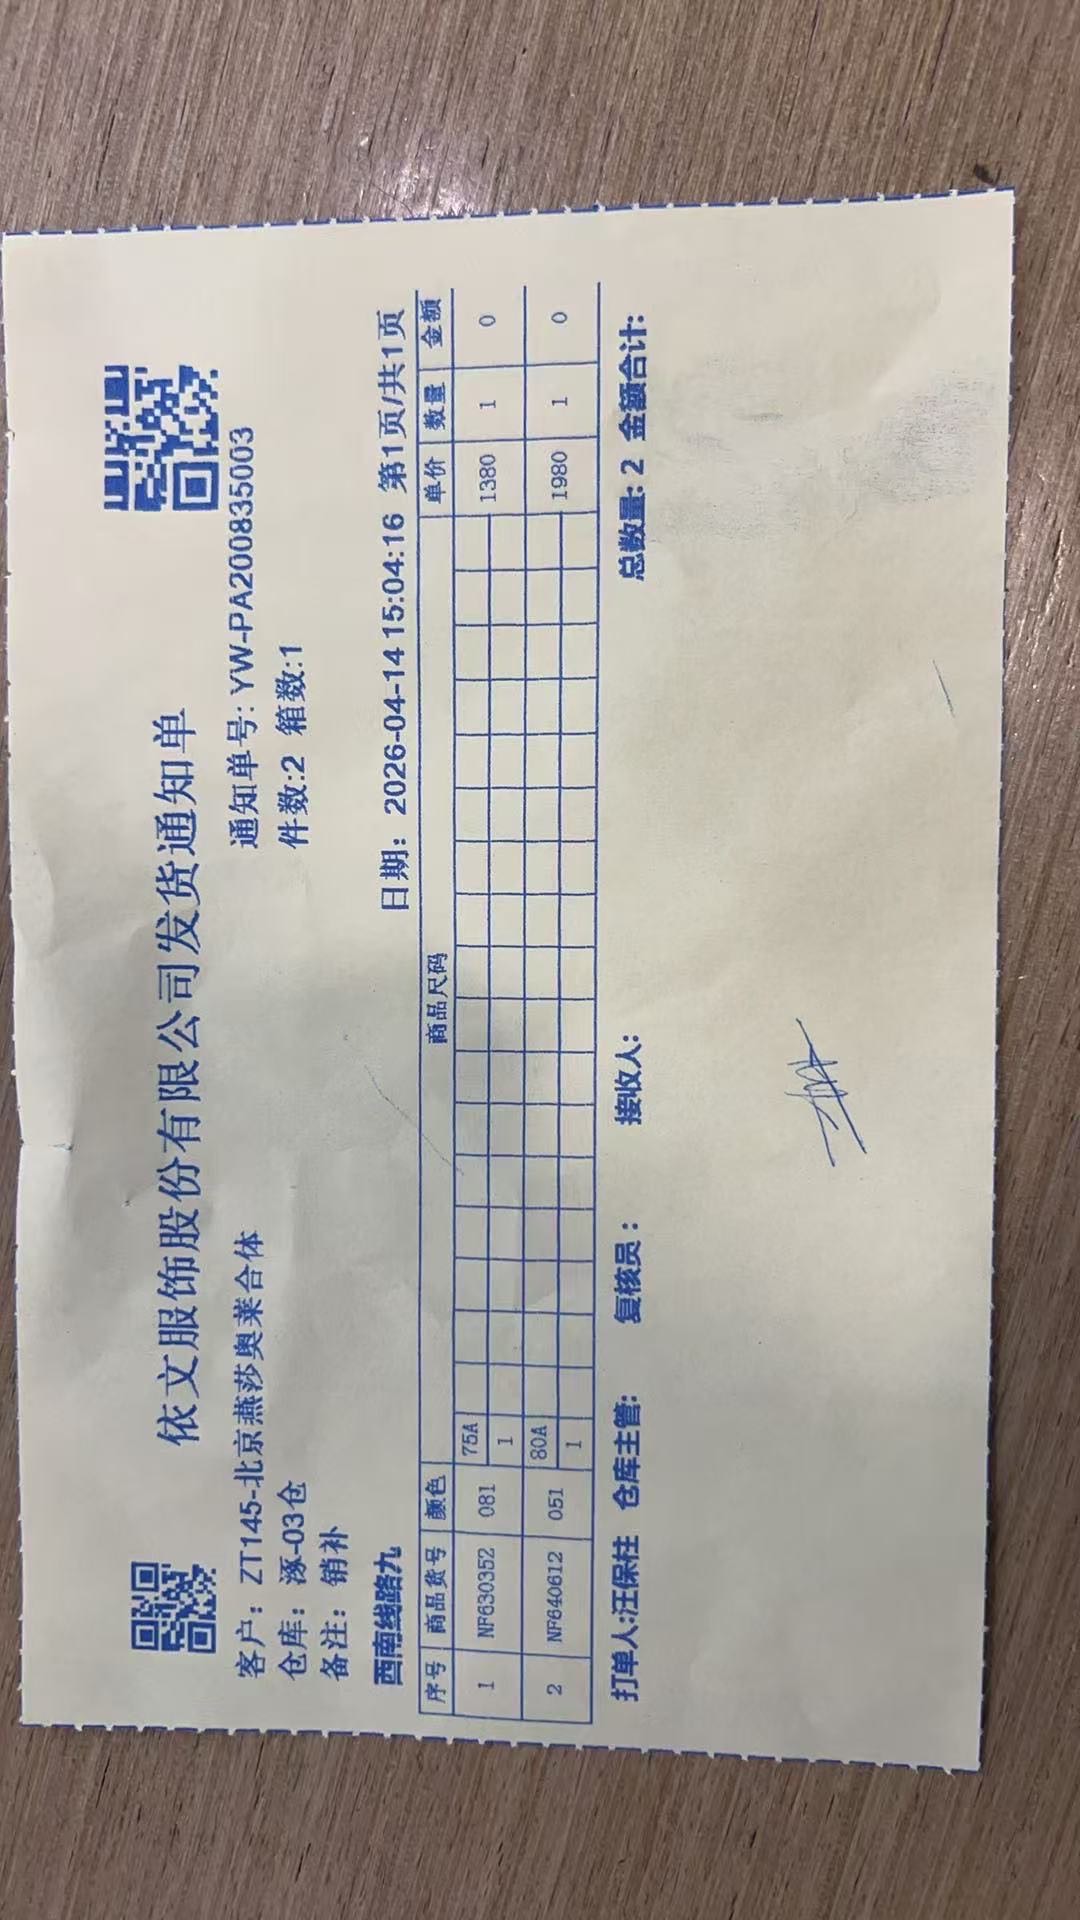 依文服饰股份有限公司发货通知单
客户：ZT145-北京燕莎奥莱合体 通知单号：YW-PA200835003
仓库：涿-03仓 件数:2 箱数:1
备注：销补
西南线路九 日期：2026-04-14 15:04:16 第1页/共1页
序号 商品货号 颜色 商品尺码 单价 数量 金额
1 NF630352 081 75A 1380 1 0
1
2 NF640612 051 80A 1980 1 0
1
打单人:汪保柱 仓库主管: 复核员： 接收人: 总数量: 2 金额合计: